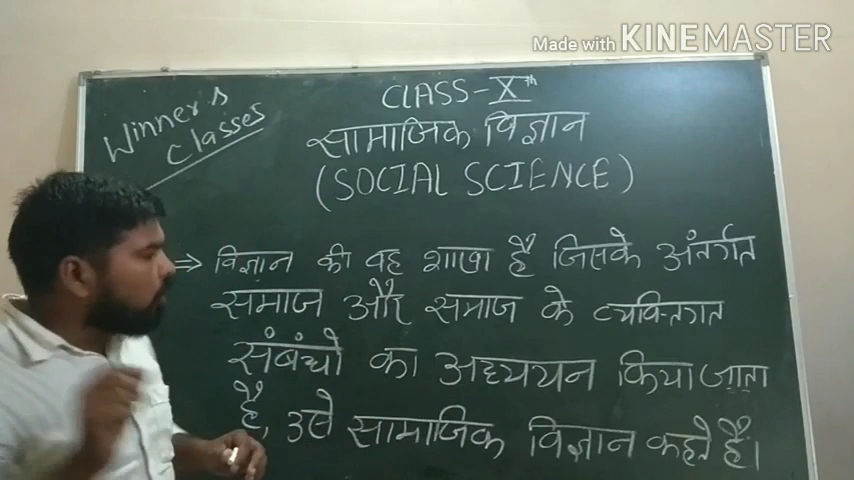 Made with KINEMASTER
Winner's
Classes
CLASS-Xth
सामाजिक विज्ञान
(SOCIAL SCIENCE)
⇒ विज्ञान की वह शाखा है जिसके अंतर्गत
समाज और समाज के व्यक्तिगत
संबंधो का अध्ययन किया जाता
है, उसे सामाजिक विज्ञान कहते हैं।